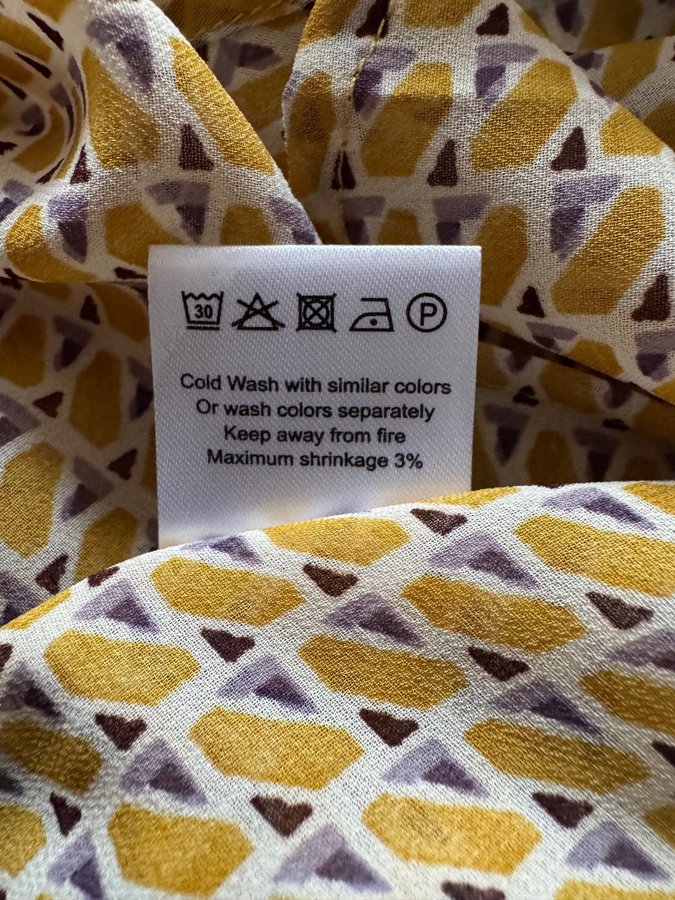 30 P
Cold Wash with similar colors
Or wash colors separately
Keep away from fire
Maximum shrinkage 3%